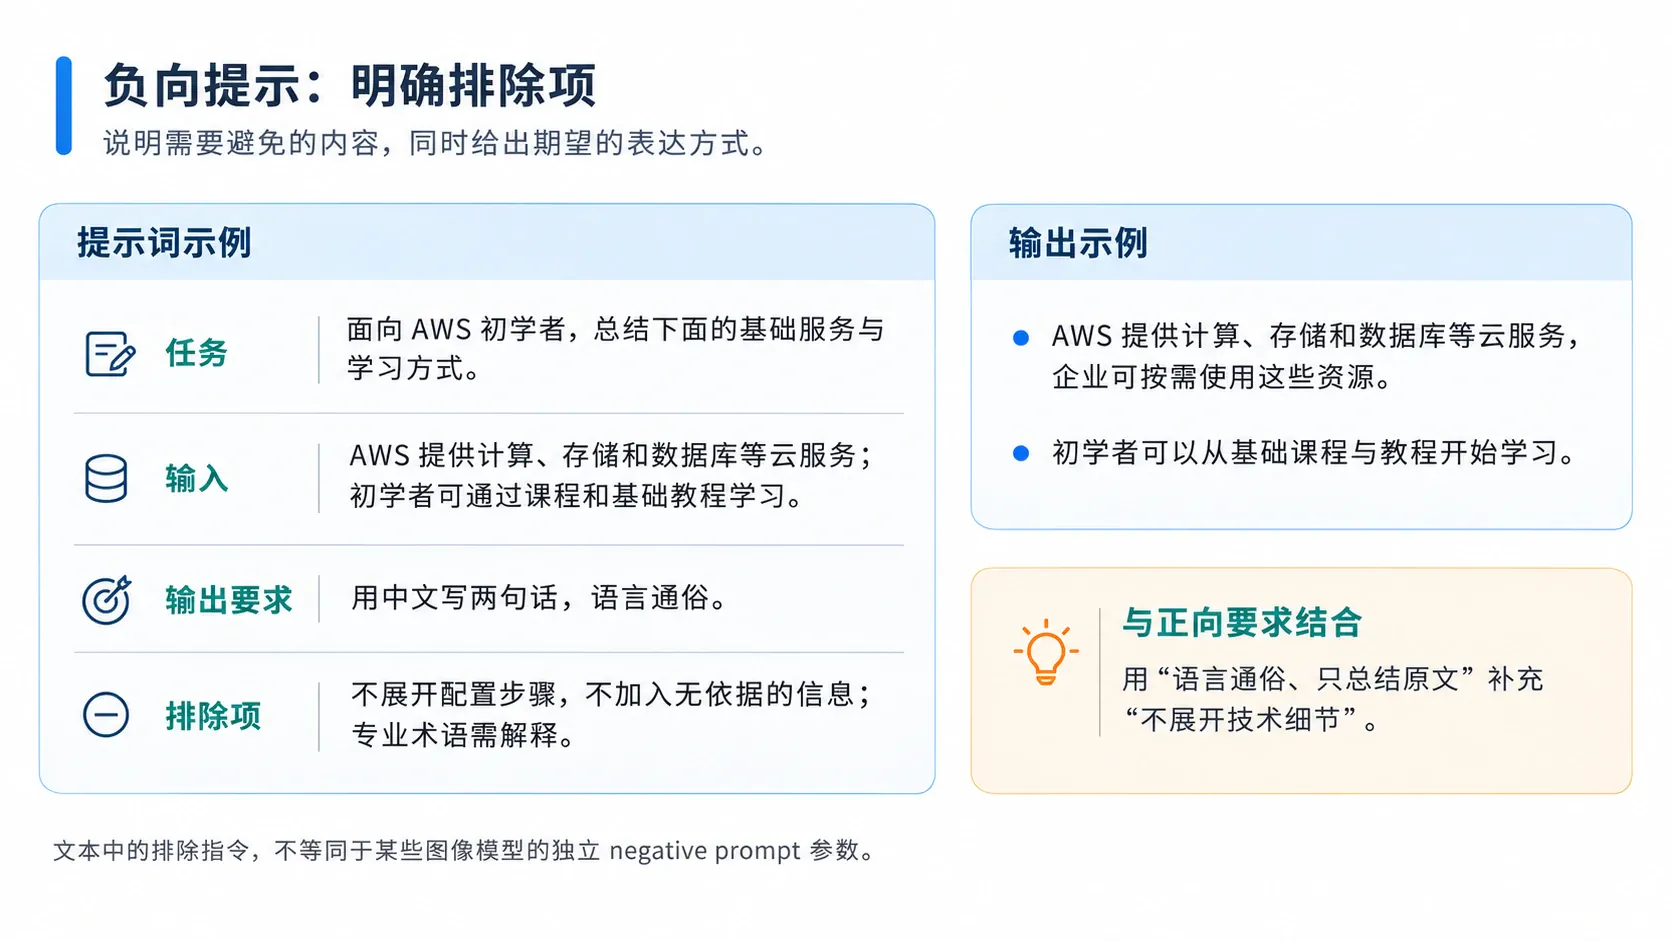 负向提示：明确排除项
说明需要避免的内容，同时给出期望的表达方式。
提示词示例
任务
面向 AWS 初学者，总结下面的基础服务与
学习方式。
输入
AWS 提供计算、存储和数据库等云服务；
初学者可通过课程和基础教程学习。
输出要求
用中文写两句话，语言通俗。
排除项
不展开配置步骤，不加入无依据的信息；
专业术语需解释。
输出示例
AWS 提供计算、存储和数据库等云服务，
企业可按需使用这些资源。
初学者可以从基础课程与教程开始学习。
与正向要求结合
用 “语言通俗、只总结原文” 补充
“不展开技术细节”。
文本中的排除指令，不等同于某些图像模型的独立 negative prompt 参数。